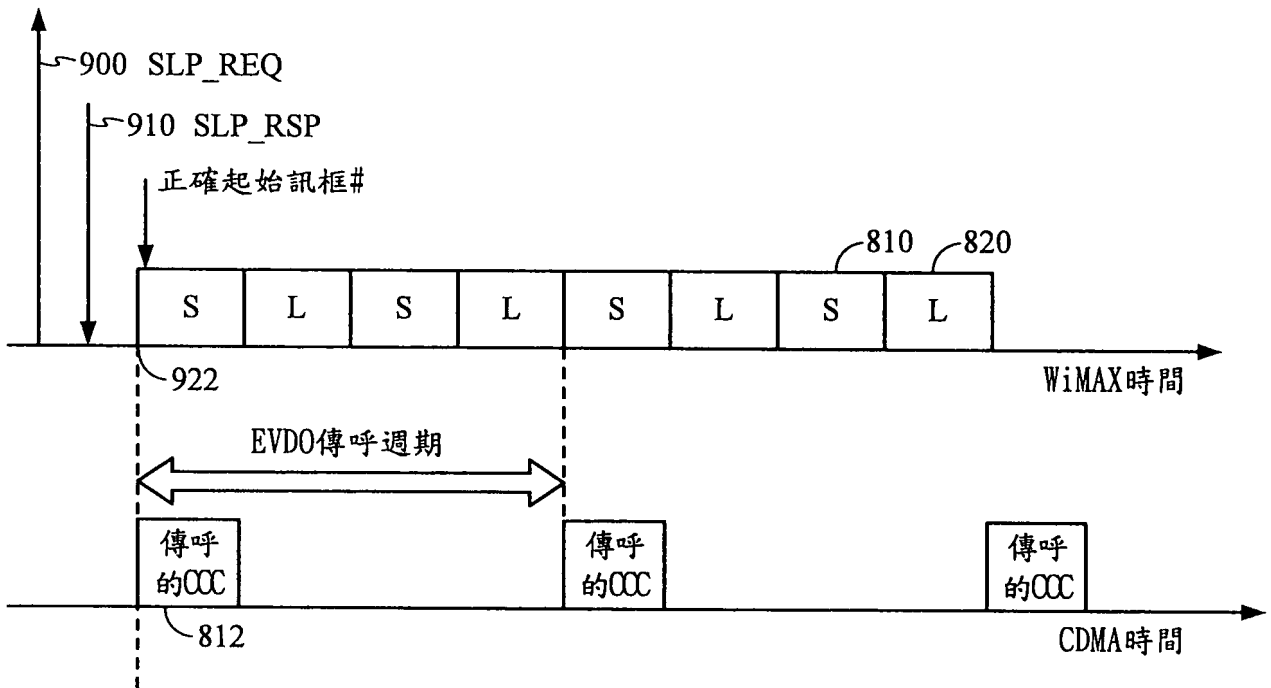 900 SLP_REQ
910 SLP_RSP
正確起始訊框#
810
820
S L S L S L S L
922
WiMAX時間
EVDO傳呼週期
傳呼
的CCC
傳呼
的CCC
傳呼
的CCC
812
CDMA時間